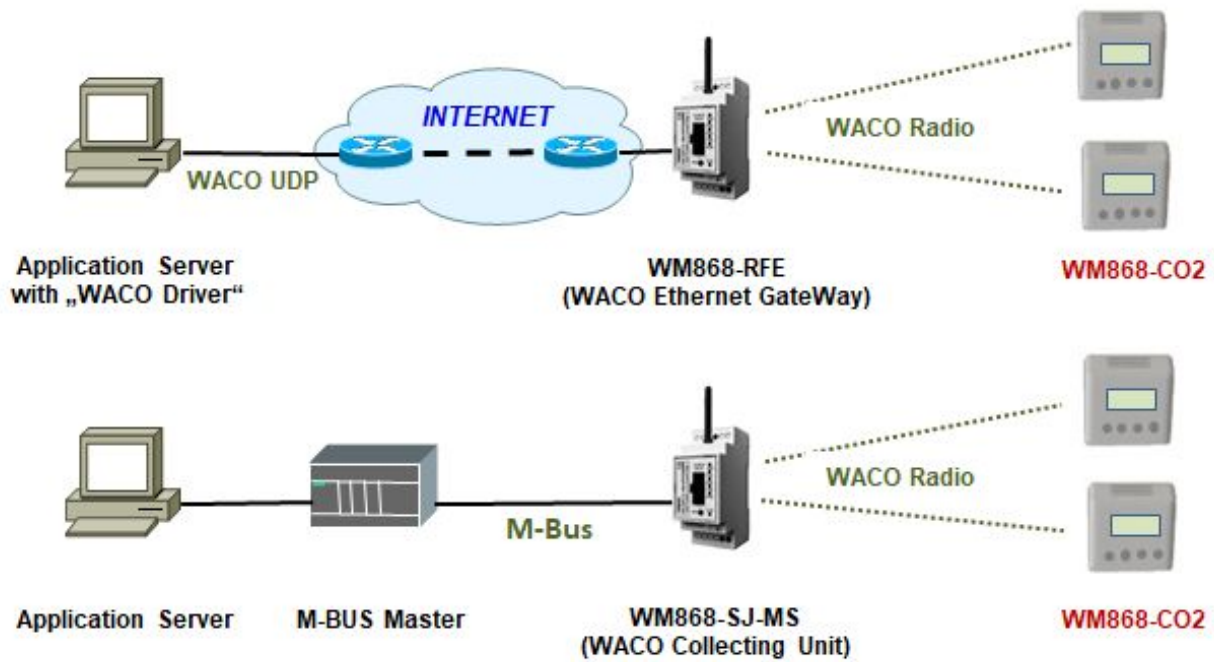 INTERNET
WACO UDP
WACO Radio
Application Server
with „WACO Driver“
WM868-RFE
(WACO Ethernet GateWay)
WM868-CO2
M-Bus
WACO Radio
Application Server
M-BUS Master
WM868-SJ-MS
(WACO Collecting Unit)
WM868-CO2